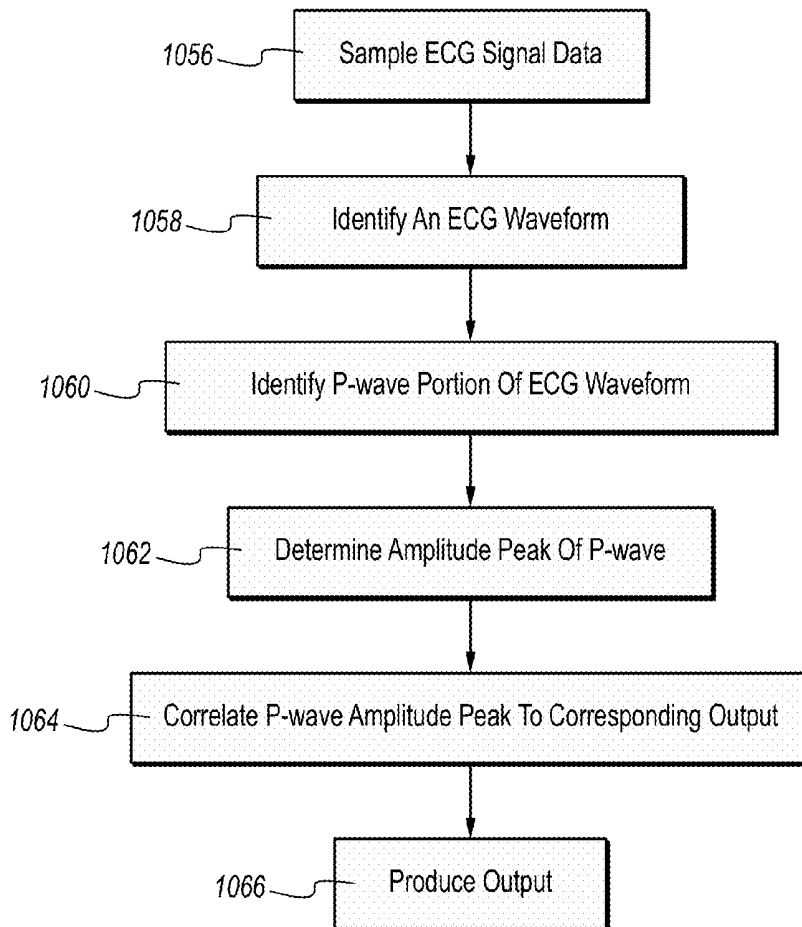 1056 Sample ECG Signal Data
1058 Identify An ECG Waveform
1060 Identify P-wave Portion Of ECG Waveform
1062 Determine Amplitude Peak Of P-wave
1064 Correlate P-wave Amplitude Peak To Corresponding Output
1066 Produce Output